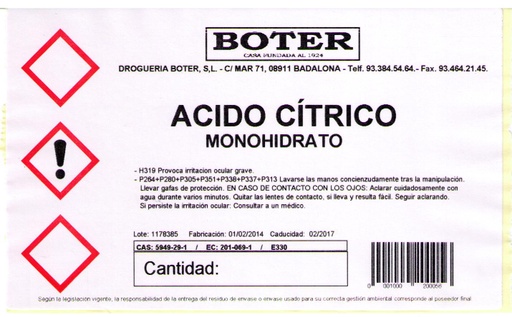 BOTER
CASA FUNDADA AL 1924
DROGUERIA BOTER, S,L. - C/ MAR 71, 08911 BADALONA - Telf. 93.384.54.64.- Fax. 93.464.21.45.
ACIDO CÍTRICO
MONOHIDRATO
- H319 Provoca irritacion ocular grave.
- P264+P280+P305+P351+P338+P337+P313 Lavarse las manos concienzudamente tras la manipulación.
Llevar gafas de protección. EN CASO DE CONTACTO CON LOS OJOS: Aclarar cuidadosamente con
agua durante varios minutos. Quitar las lentes de contacto, si lleva y resulta fácil. Seguir aclarando.
Si persiste la irritación ocular: Consultar a un médico.
Lote: 1178385 Fabricación: 01/02/2014 Caducidad: 02/2017
CAS: 5949-29-1 / EC: 201-069-1 / E330
Cantidad:
0 001000 200056
Según la legislación vigente, la responsabilidad de la entrega del residuo de envase o envase usado para su correcta gestión ambiental corresponde al poseedor final